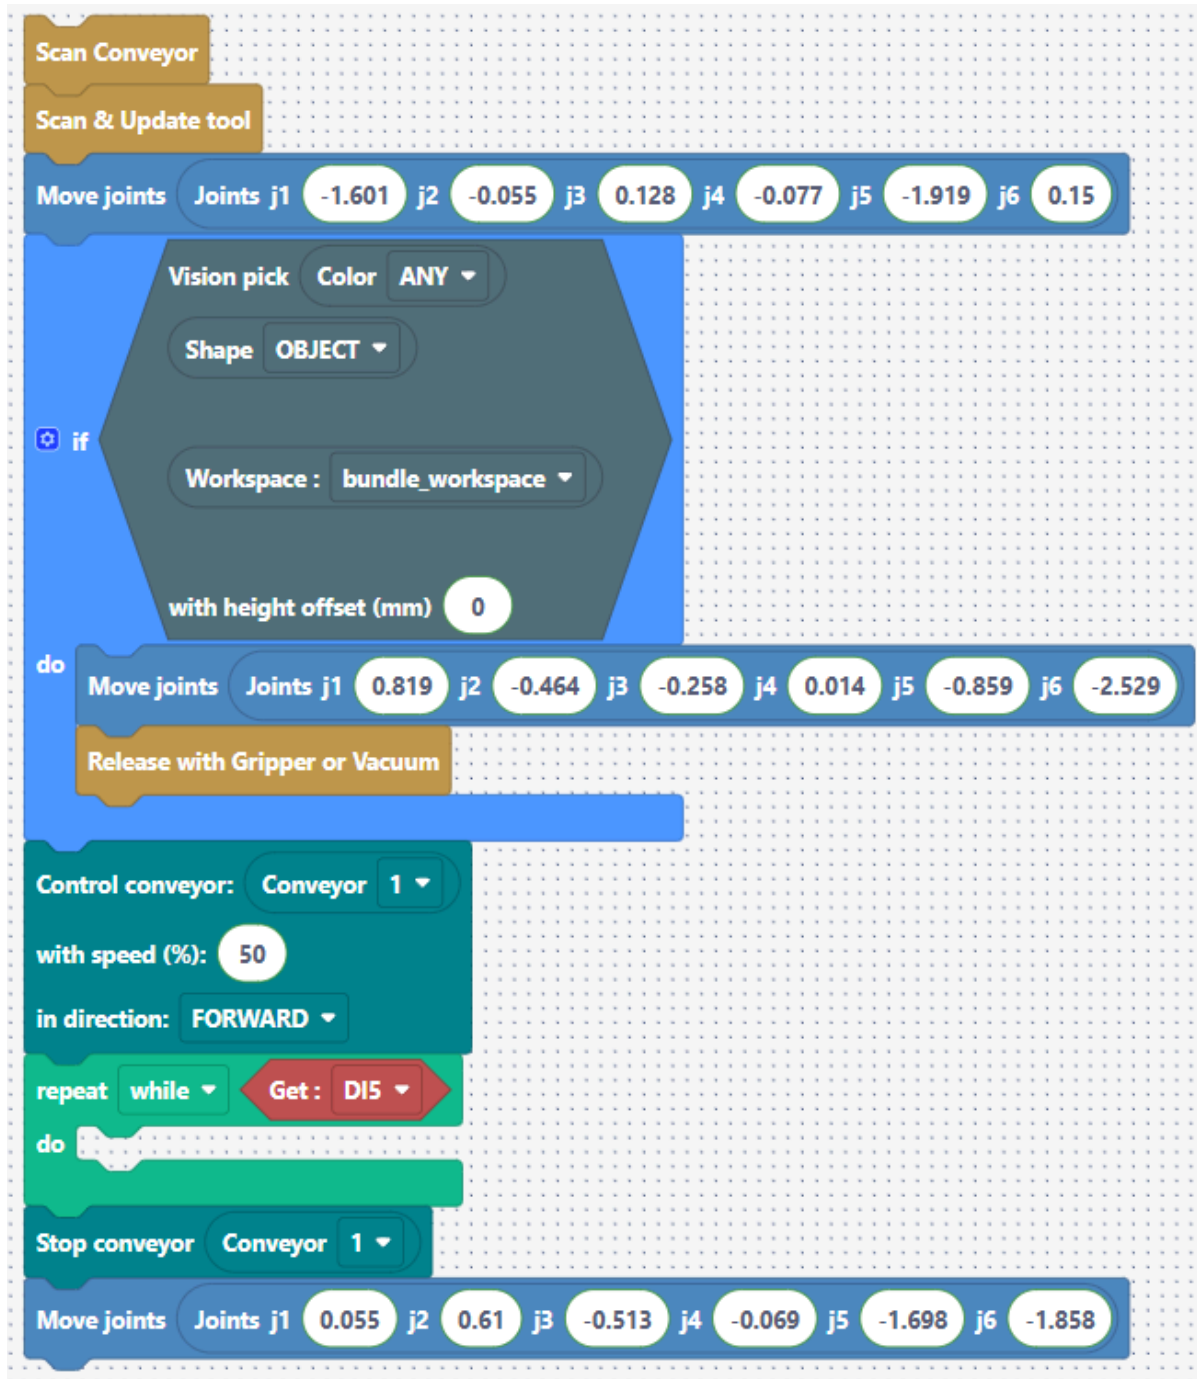 Scan Conveyor
Scan & Update tool
Move joints Joints j1 -1.601 j2 -0.055 j3 0.128 j4 -0.077 j5 -1.919 j6 0.15
Vision pick Color ANY
Shape OBJECT
if
Workspace : bundle_workspace
with height offset (mm) 0
do
Move joints Joints j1 0.819 j2 -0.464 j3 -0.258 j4 0.014 j5 -0.859 j6 -2.529
Release with Gripper or Vacuum
Control conveyor: Conveyor 1
with speed (%): 50
in direction: FORWARD
repeat while Get : DI5
do
Stop conveyor Conveyor 1
Move joints Joints j1 0.055 j2 0.61 j3 -0.513 j4 -0.069 j5 -1.698 j6 -1.858